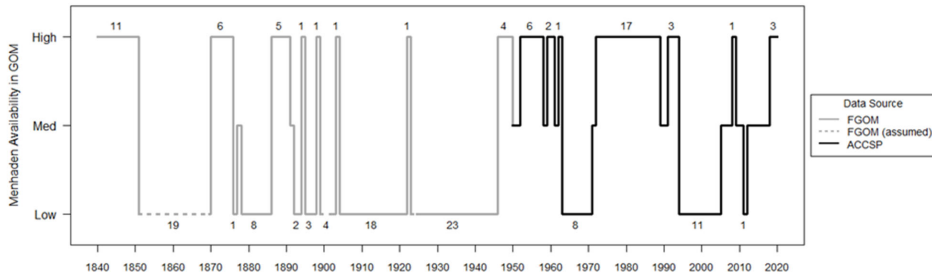 11 6 5 1 1 1 1 4 6 2 1 17 3 1 3
High
Med
Low
Menhaden Availability in GOM
19 1 8 2 3 4 18 23 8 11 1
1840 1850 1860 1870 1880 1890 1900 1910 1920 1930 1940 1950 1960 1970 1980 1990 2000 2010 2020
Data Source
FGOM
FGOM (assumed)
ACCSP